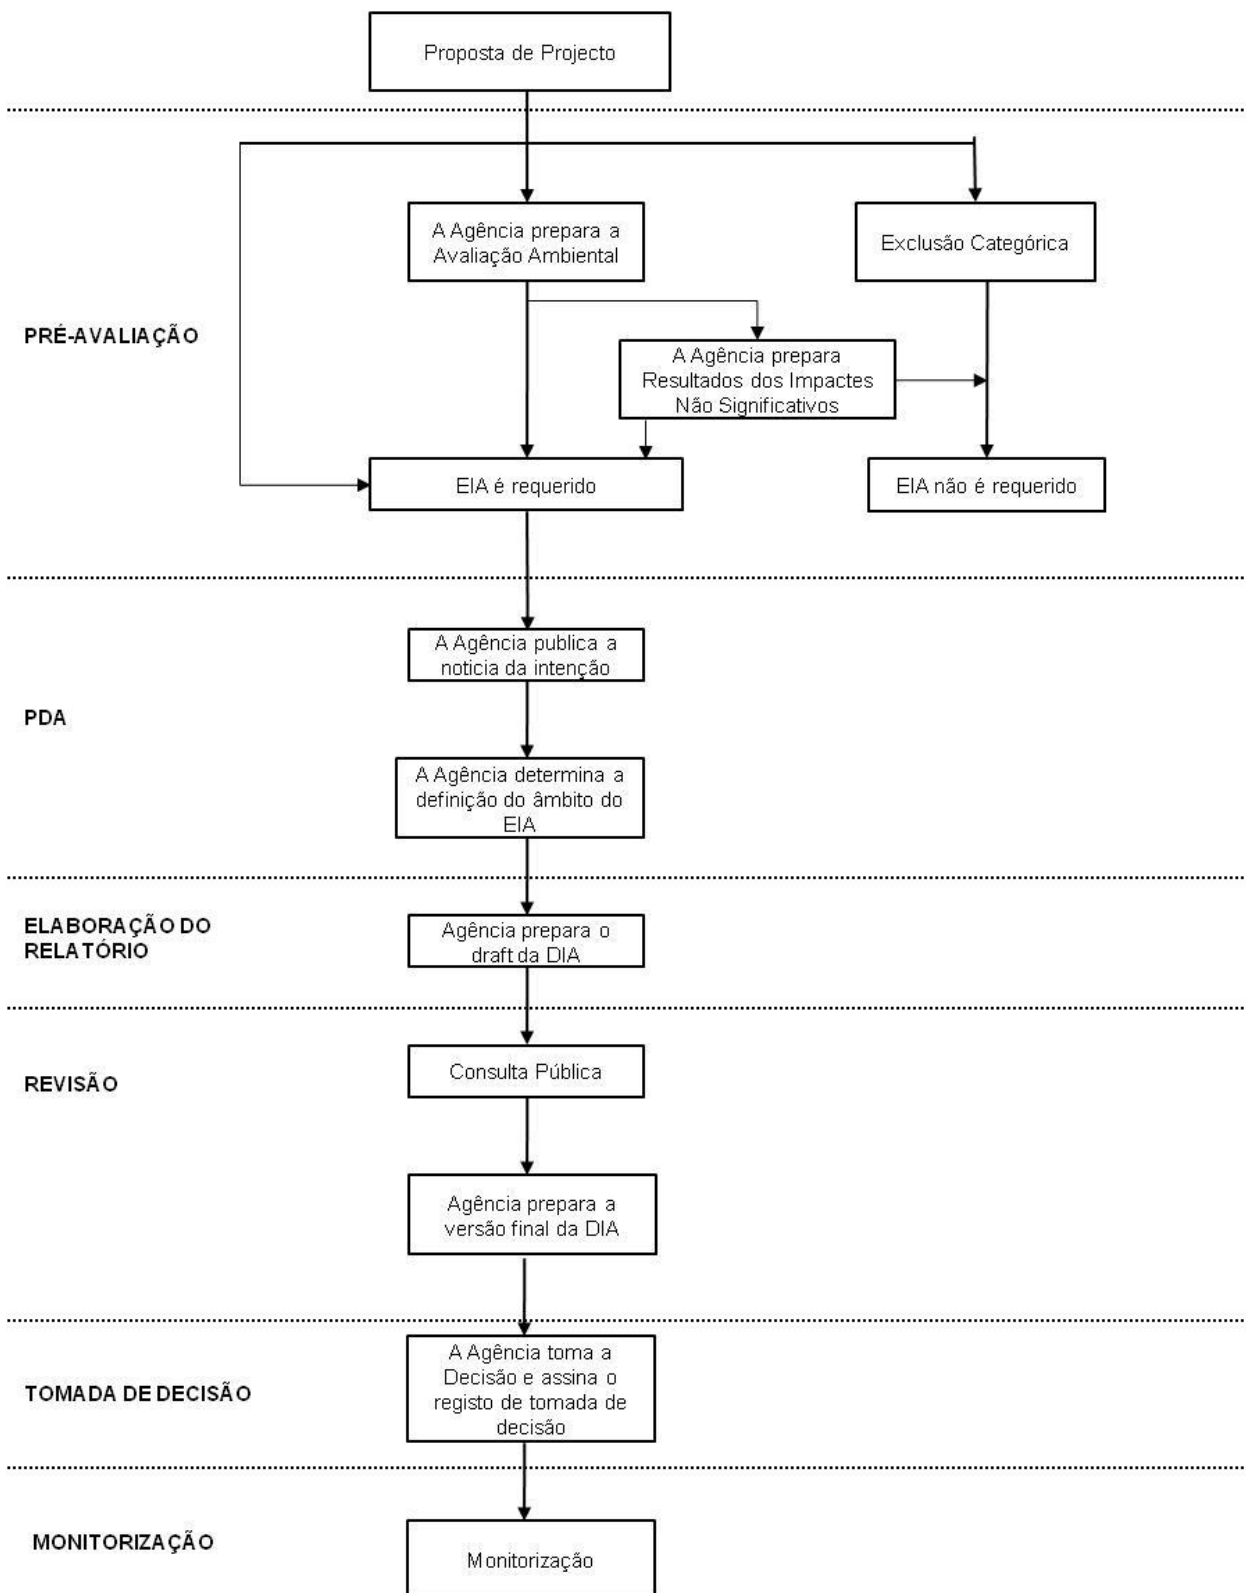 Proposta de Projecto
A Agência prepara a
Avaliação Ambiental
Exclusão Categórica
PRÉ-AVALIAÇÃO
A Agência prepara
Resultados dos Impactes
Não Significativos
EIA é requerido
EIA não é requerido
A Agência publica a
noticia da intenção
PDA
A Agência determina a
definição do âmbito do
EIA
ELABORAÇÃO DO
RELATÓRIO
Agência prepara o
draft da DIA
REVISÃO
Consulta Pública
Agência prepara a
versão final da DIA
TOMADA DE DECISÃO
A Agência toma a
Decisão e assina o
registo de tomada de
decisão
MONITORIZAÇÃO
Monitorização